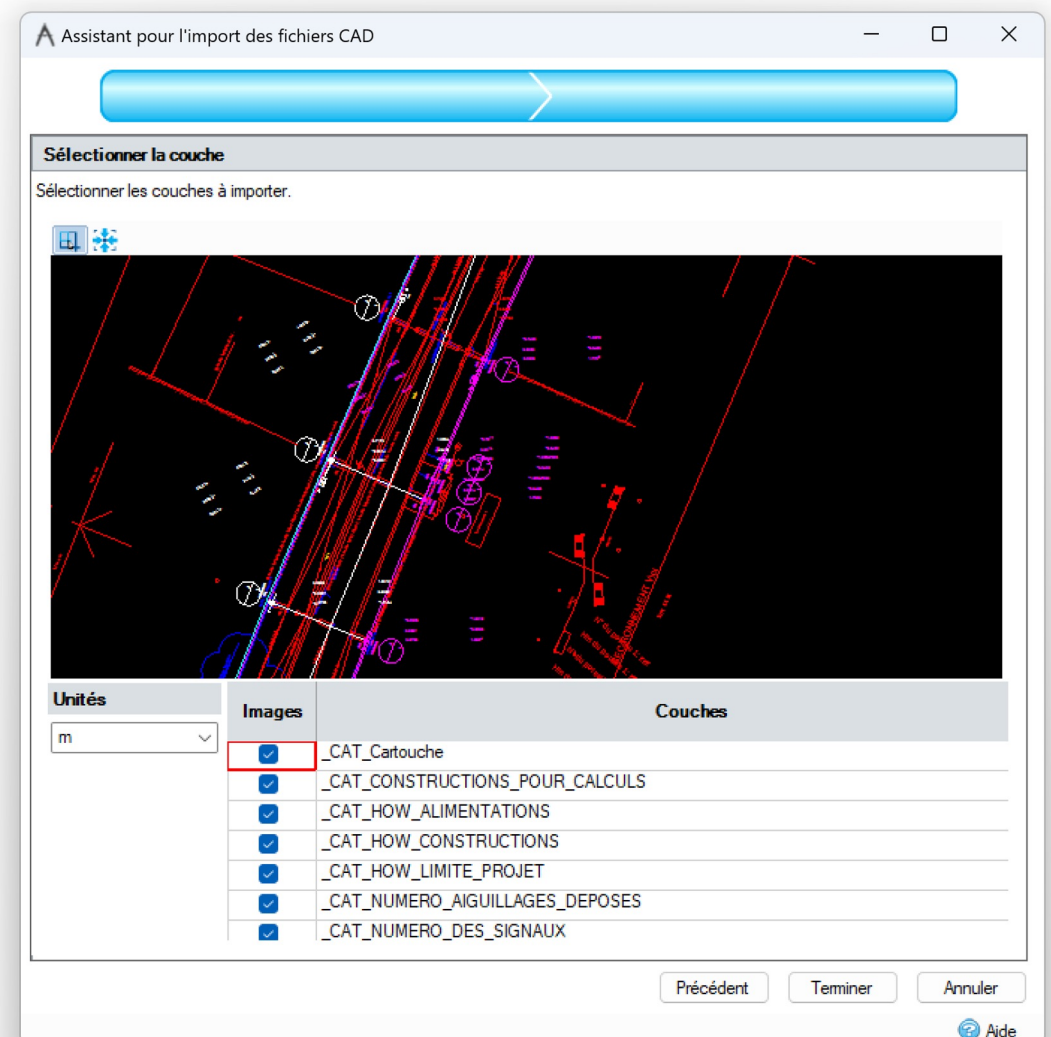 Assistant pour l'import des fichiers CAD
Sélectionner la couche
Sélectionner les couches à importer.
Unités
m
Images
Couches
_CAT_Cartouche
_CAT_CONSTRUCTIONS_POUR_CALCULS
_CAT_HOW_ALIMENTATIONS
_CAT_HOW_CONSTRUCTIONS
_CAT_HOW_LIMITE_PROJET
_CAT_NUMERO_AIGUILLAGES_DEPOSES
_CAT_NUMERO_DES_SIGNAUX
Précédent
Terminer
Annuler
Aide